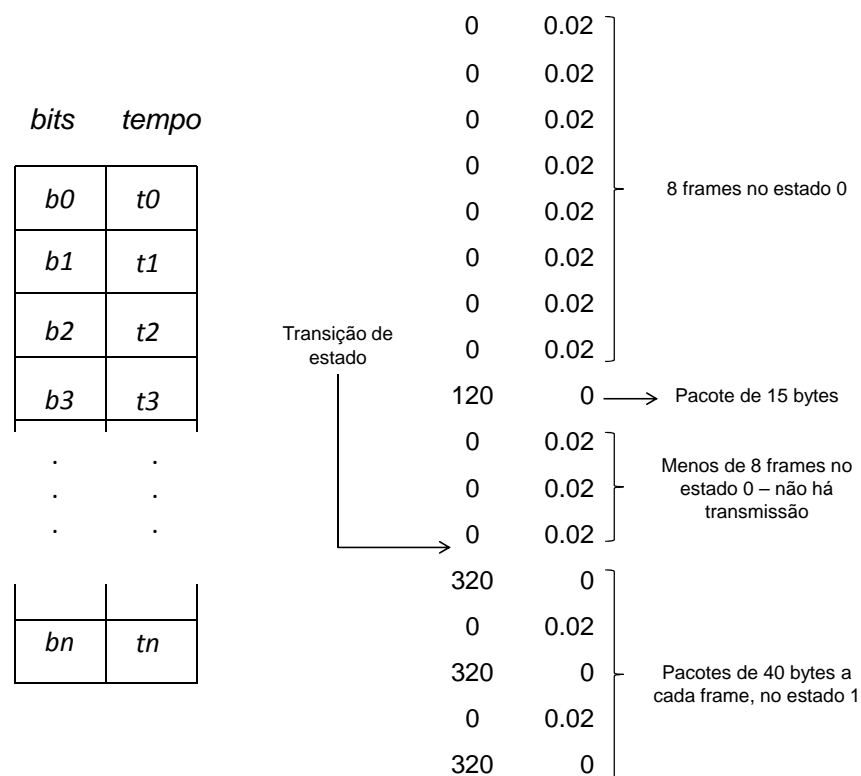 bits tempo
b0 t0
b1 t1
b2 t2
b3 t3
. .
. .
. .
bn tn
Transição de
estado
0 0.02
0 0.02
0 0.02
0 0.02
0 0.02
0 0.02
0 0.02
0 0.02
8 frames no estado 0
120 0
Pacote de 15 bytes
0 0.02
0 0.02
0 0.02
Menos de 8 frames no
estado 0 – não há
transmissão
320 0
0 0.02
320 0
0 0.02
320 0
Pacotes de 40 bytes a
cada frame, no estado 1